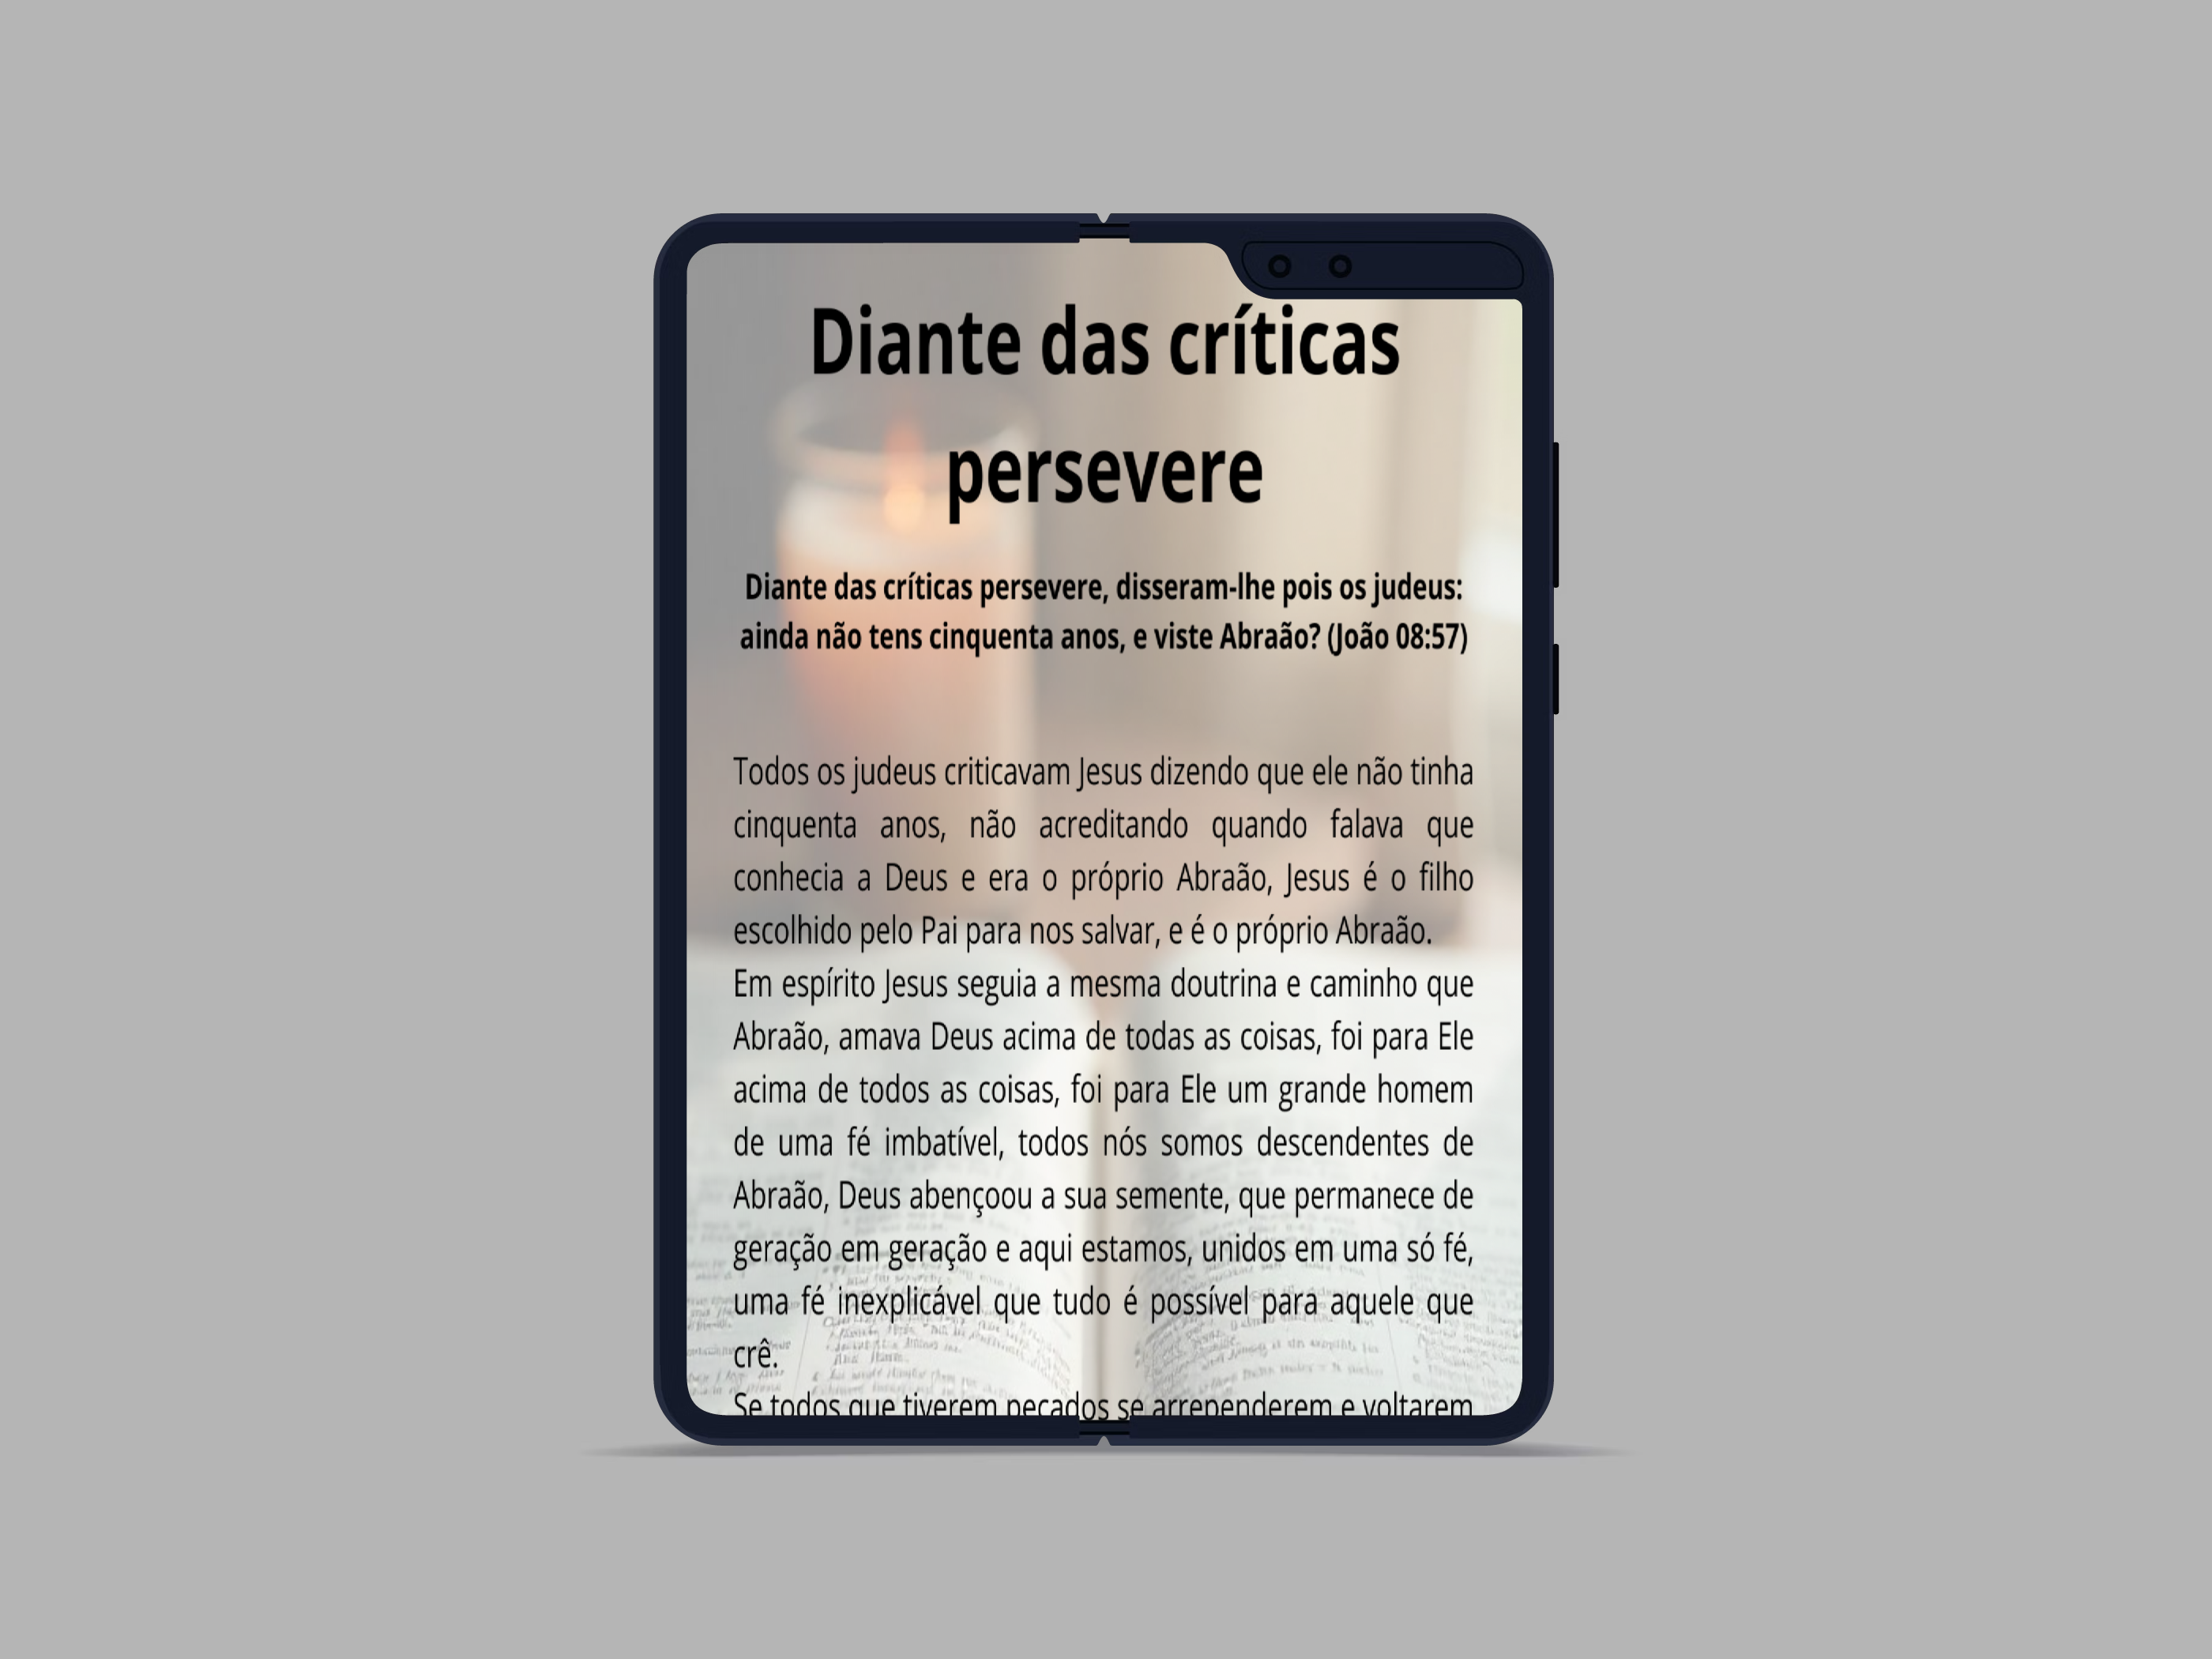 Diante das críticas
persevere
Diante das críticas persevere, disseram-lhe pois os judeus:
ainda não tens cinquenta anos, e viste Abraão? (João 08:57)
Todos os judeus criticavam Jesus dizendo que ele não tinha
cinquenta anos, não acreditando quando falava que
conhecia a Deus e era o próprio Abraão, Jesus é o filho
escolhido pelo Pai para nos salvar, e é o próprio Abraão.
Em espírito Jesus seguia a mesma doutrina e caminho que
Abraão, amava Deus acima de todas as coisas, foi para Ele
acima de todos as coisas, foi para Ele um grande homem
de uma fé imbatível, todos nós somos descendentes de
Abraão, Deus abençoou a sua semente, que permanece de
geração em geração e aqui estamos, unidos em uma só fé,
uma fé inexplicável que tudo é possível para aquele que
crê.
Se todos que tiverem pecados se arrependerem e voltarem